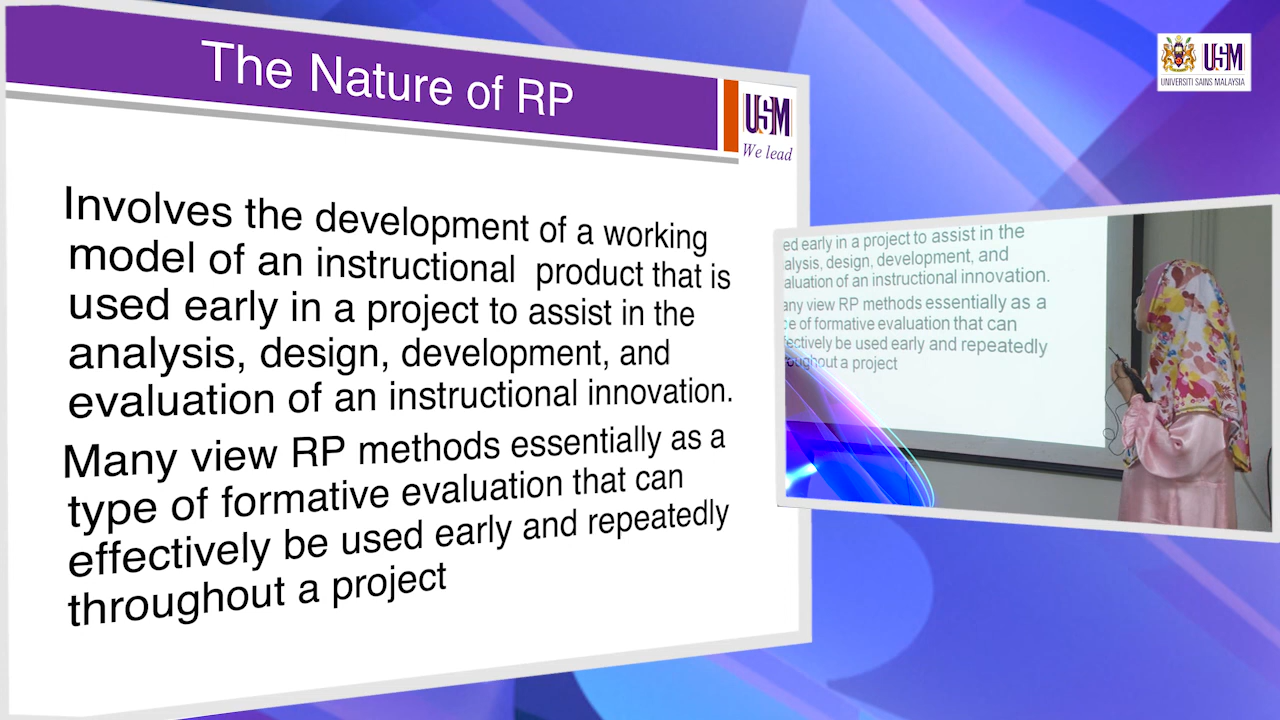 The Nature of RP
USM
We lead
Involves the development of a working
model of an instructional product that is
used early in a project to assist in the
analysis, design, development, and
evaluation of an instructional innovation.
Many view RP methods essentially as a
type of formative evaluation that can
effectively be used early and repeatedly
throughout a project
USM
UNIVERSITI SAINS MALAYSIA
ed early in a project to assist in the
alysis, design, development, and
aluation of an instructional innovation.
any view RP methods essentially as a
e of formative evaluation that can
fectively be used early and repeatedly
roughout a project